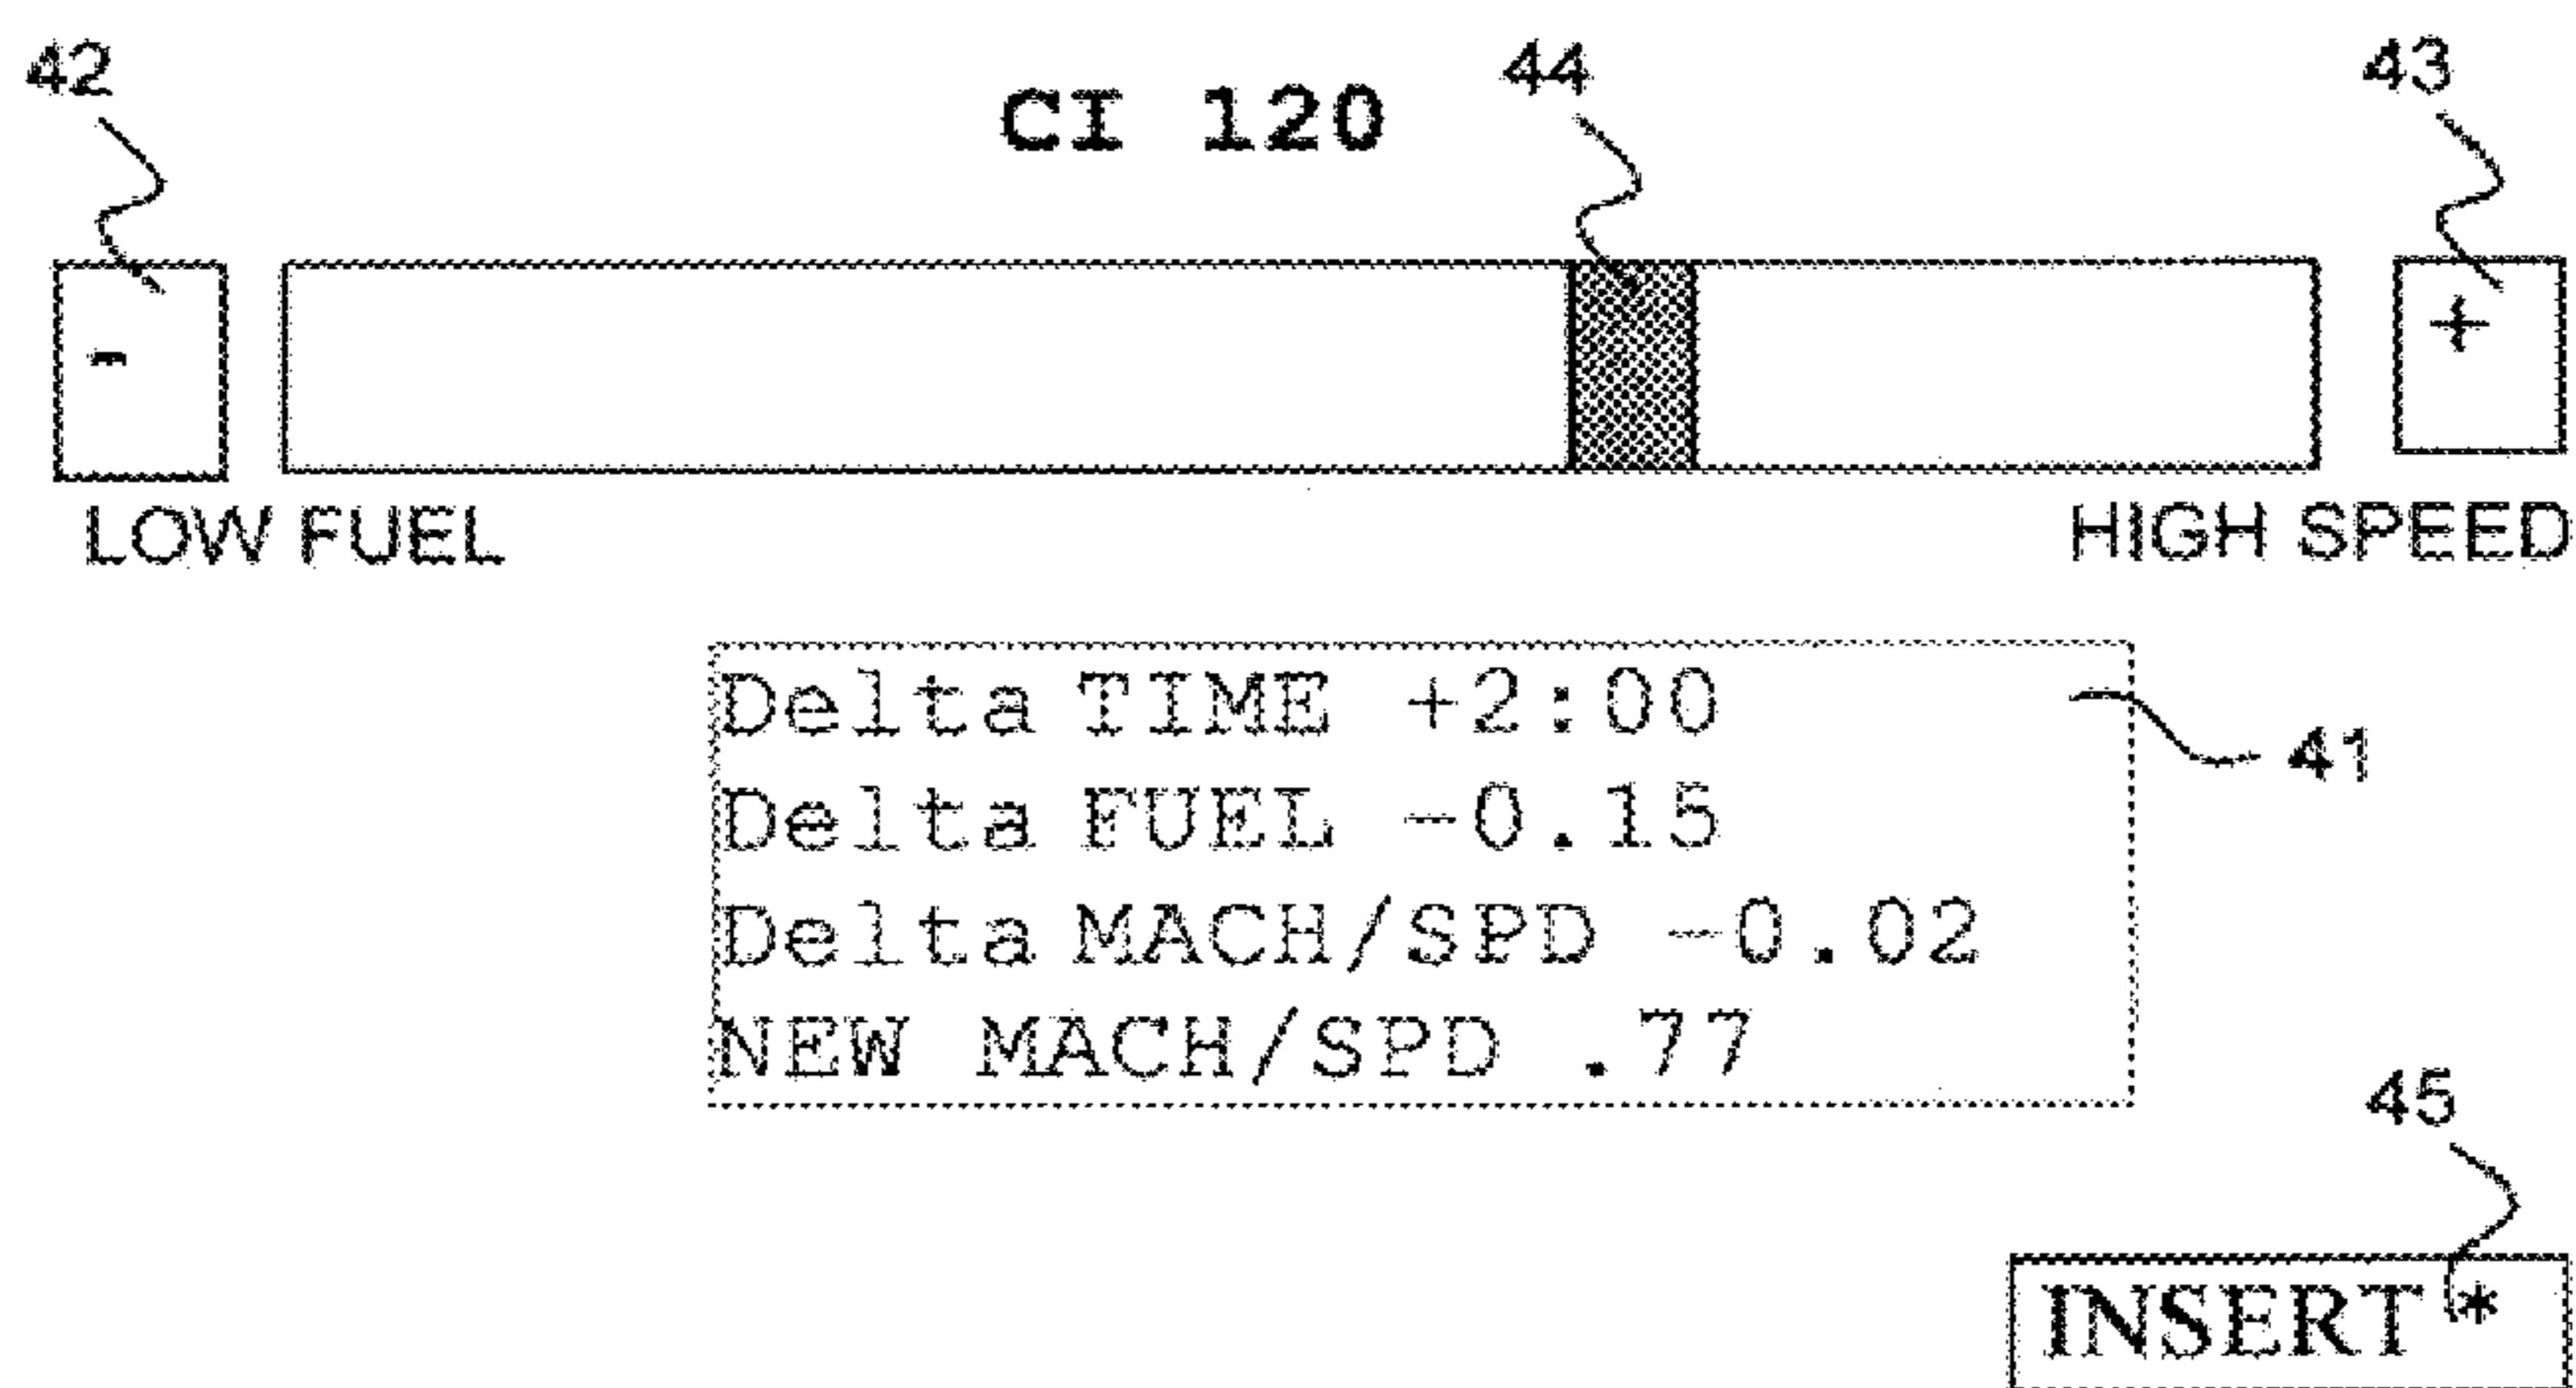 42 CI 120 44 43
- +
LOW FUEL HIGH SPEED
Delta TIME +2:00
41
Delta FUEL -0.15
Delta MACH/SPD -0.02
NEW MACH/SPD .77
45
INSERT *